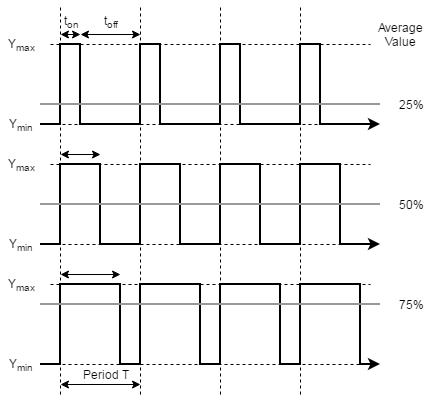 ton toff
Average
Value
Ymax
25%
Ymin
Ymax
50%
Ymin
Ymax
75%
Ymin
Period T